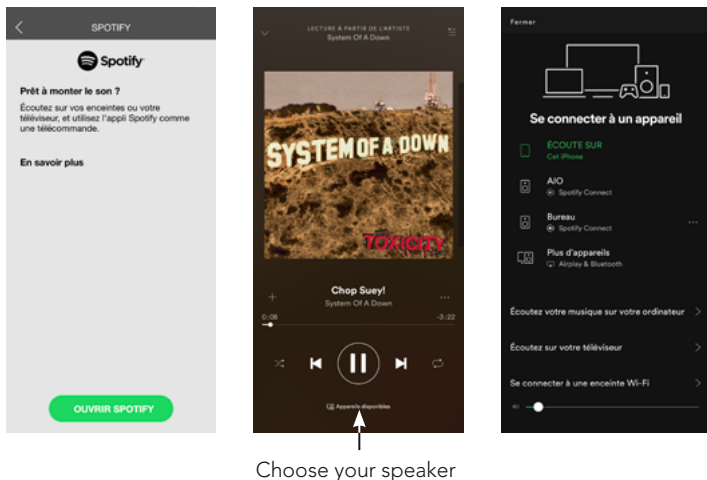 SPOTIFY
Spotify
Prêt à monter le son ?
Écoutez sur vos enceintes ou votre
téléviseur, et utilisez l'appli Spotify comme
une télécommande.
En savoir plus
OUVRIR SPOTIFY
LECTURE À PARTIR DE L'ARTISTE
System Of A Down
SYSTEM OF A DOWN
TOXICITY
Chop Suey!
System Of A Down
0:08
-3:22
Appareils disponibles
Choose your speaker
Fermer
Se connecter à un appareil
ÉCOUTE SUR
Cet iPhone
AIO
Spotify Connect
Bureau
Spotify Connect
Plus d'appareils
Airplay & Bluetooth
Écoutez votre musique sur votre ordinateur
Écoutez sur votre téléviseur
Se connecter à une enceinte Wi-Fi